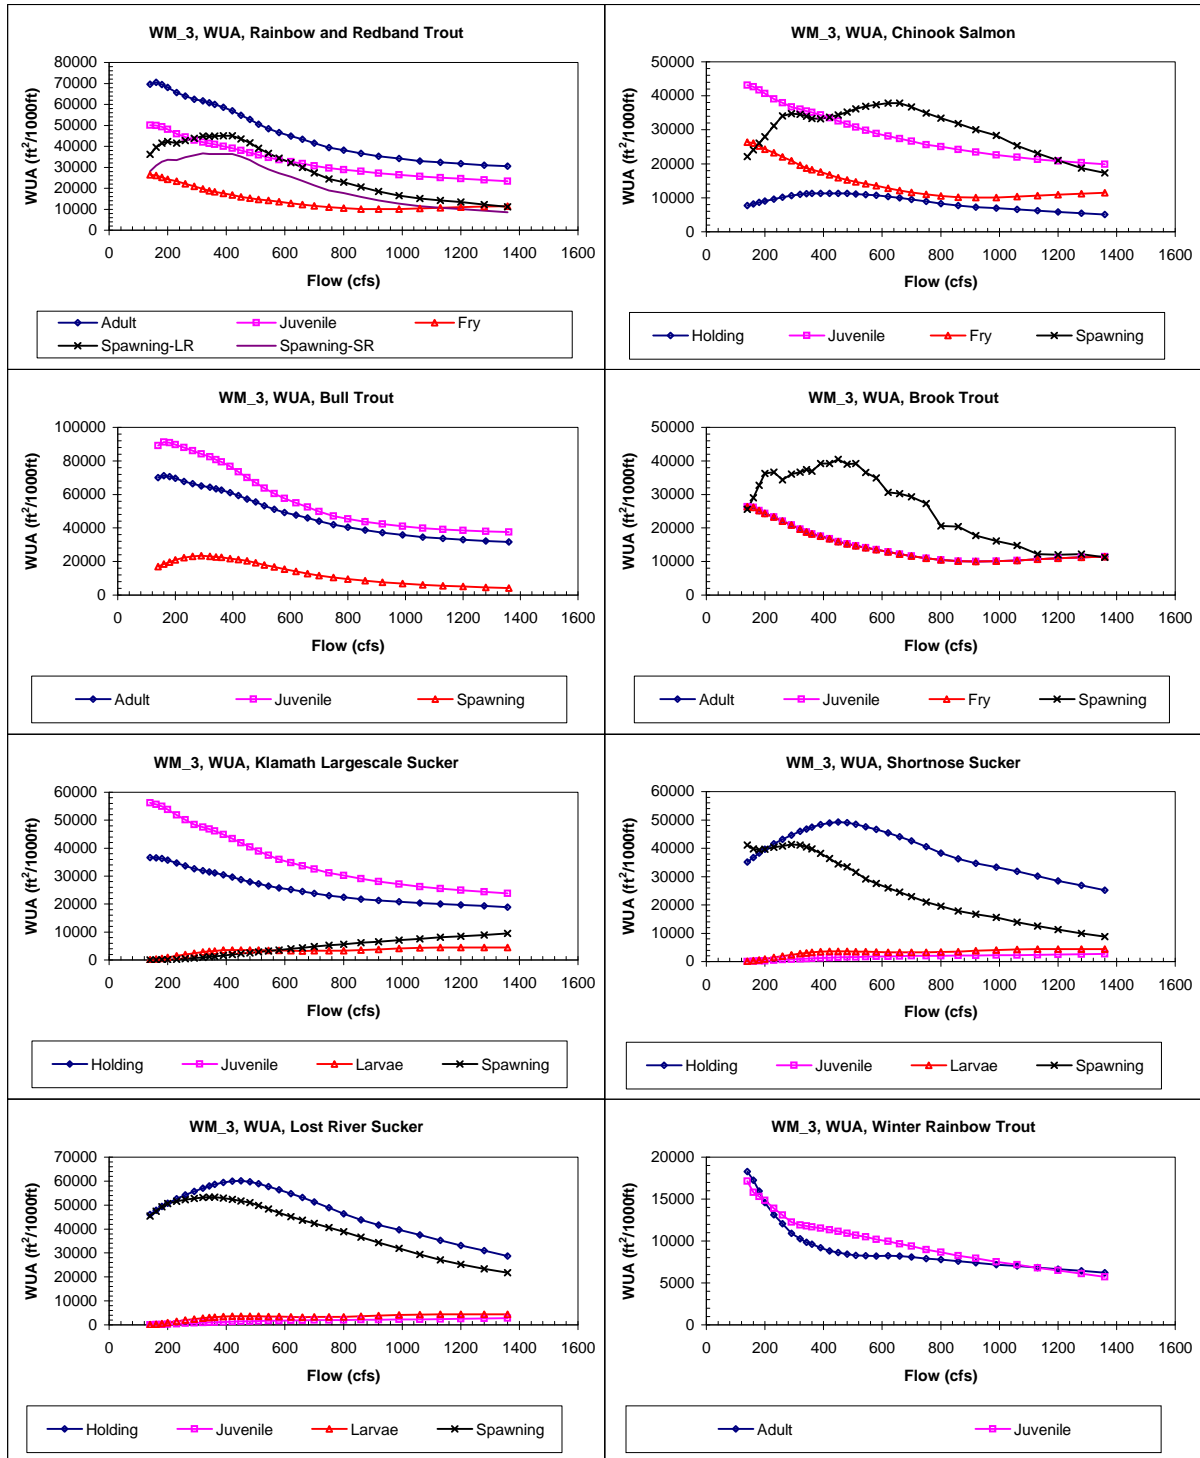 WM_3, WUA, Rainbow and Redband Trout
WUA (ft²/1000ft)
80000
70000
60000
50000
40000
30000
20000
10000
0
0 200 400 600 800 1000 1200 1400 1600
Flow (cfs)
Adult Juvenile Fry
Spawning-LR Spawning-SR
WM_3, WUA, Chinook Salmon
WUA (ft²/1000ft)
50000
40000
30000
20000
10000
0
0 200 400 600 800 1000 1200 1400 1600
Flow (cfs)
Holding Juvenile Fry Spawning
WM_3, WUA, Bull Trout
WUA (ft²/1000ft)
100000
80000
60000
40000
20000
0
0 200 400 600 800 1000 1200 1400 1600
Flow (cfs)
Adult Juvenile Spawning
WM_3, WUA, Brook Trout
WUA (ft²/1000ft)
50000
40000
30000
20000
10000
0
0 200 400 600 800 1000 1200 1400 1600
Flow (cfs)
Adult Juvenile Fry Spawning
WM_3, WUA, Klamath Largescale Sucker
WUA (ft²/1000ft)
60000
50000
40000
30000
20000
10000
0
0 200 400 600 800 1000 1200 1400 1600
Flow (cfs)
Holding Juvenile Larvae Spawning
WM_3, WUA, Shortnose Sucker
WUA (ft²/1000ft)
60000
50000
40000
30000
20000
10000
0
0 200 400 600 800 1000 1200 1400 1600
Flow (cfs)
Holding Juvenile Larvae Spawning
WM_3, WUA, Lost River Sucker
WUA (ft²/1000ft)
70000
60000
50000
40000
30000
20000
10000
0
0 200 400 600 800 1000 1200 1400 1600
Flow (cfs)
Holding Juvenile Larvae Spawning
WM_3, WUA, Winter Rainbow Trout
WUA (ft²/1000ft)
20000
15000
10000
5000
0
0 200 400 600 800 1000 1200 1400 1600
Flow (cfs)
Adult Juvenile